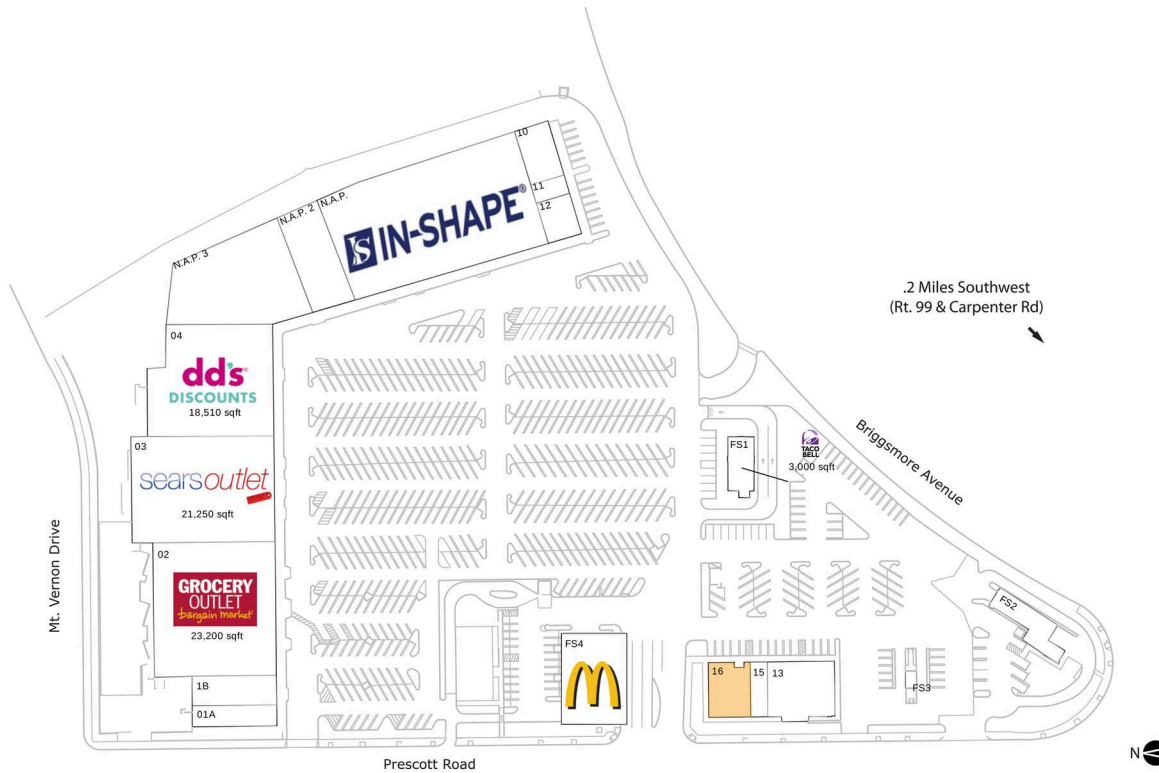 10
11
12
N.A.P.
N.A.P. 2
N.A.P. 3
IN-SHAPE®
04
dd's
DISCOUNTS
18,510 sqft
03
sears outlet
21,250 sqft
02
GROCERY
OUTLET
bargain market
23,200 sqft
1B
01A
Mt. Vernon Drive
.2 Miles Southwest
(Rt. 99 & Carpenter Rd)
Briggsmore Avenue
FS1
TACO
BELL
3,000 sqft
FS2
FS3
FS4
16
15
13
Prescott Road
N